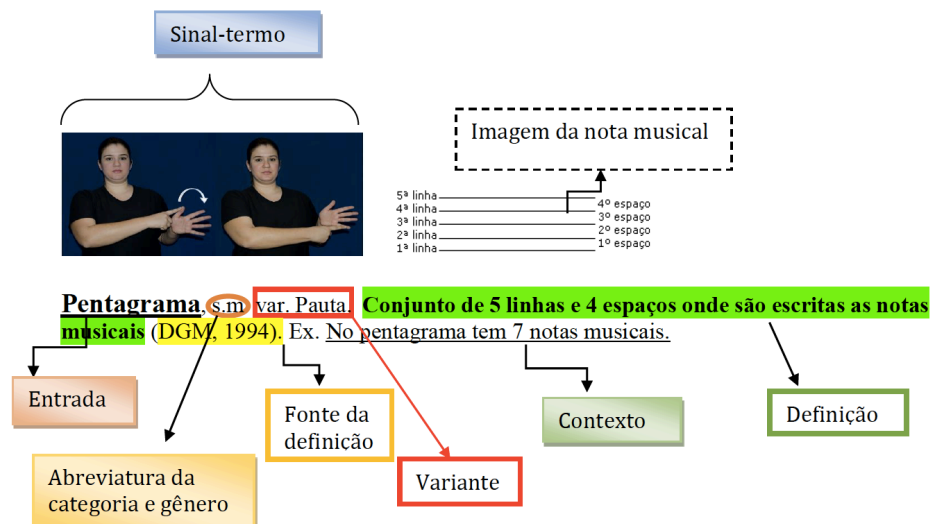 Sinal-termo
Imagem da nota musical
5ª linha
4ª linha
3ª linha
2ª linha
1ª linha
4º espaço
3º espaço
2º espaço
1º espaço
Pentagrama, s.m var. Pauta. Conjunto de 5 linhas e 4 espaços onde são escritas as notas
musicais (DGM, 1994). Ex. No pentagrama tem 7 notas musicais.
Entrada
Fonte da
definição
Contexto
Definição
Abreviatura da
categoria e gênero
Variante